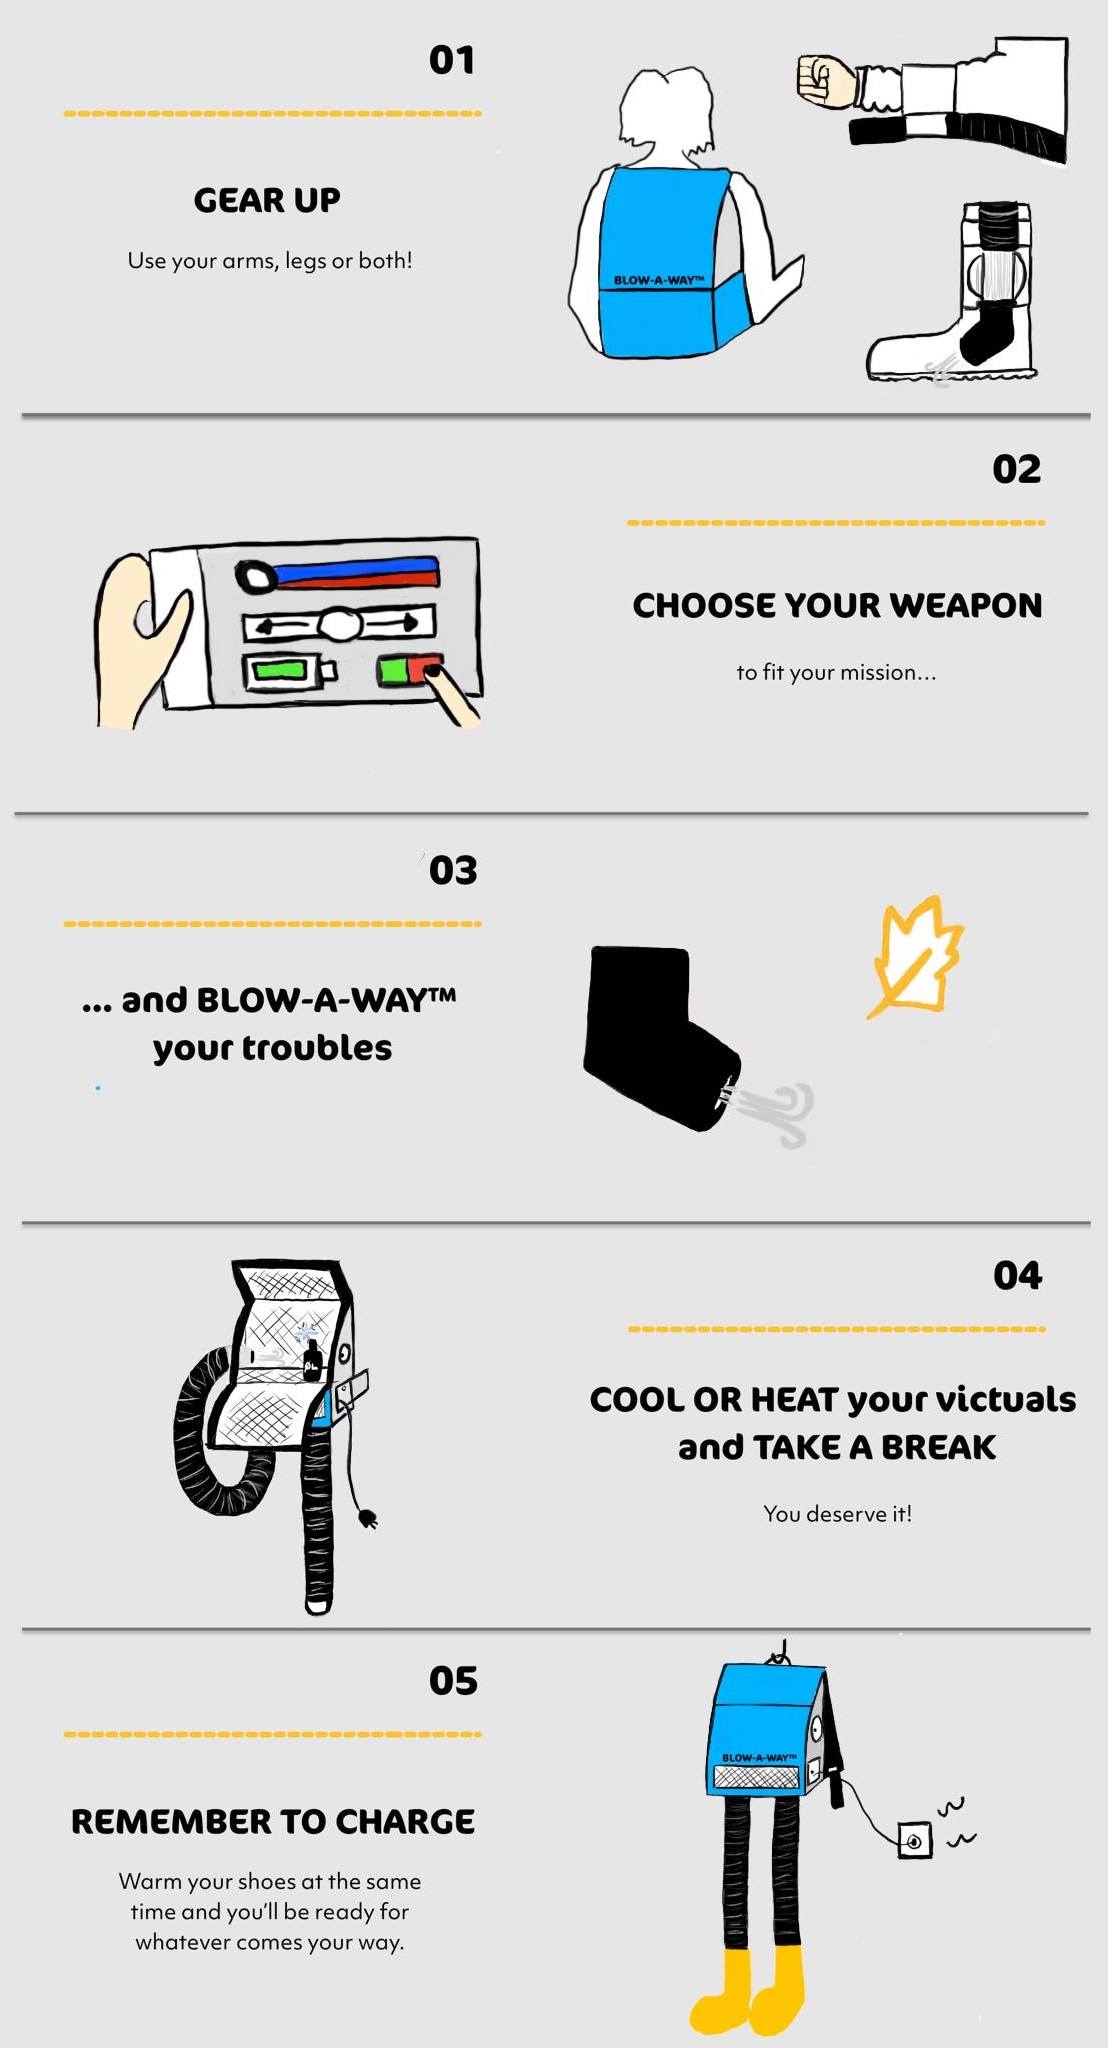 01
GEAR UP
Use your arms, legs or both!
BLOW-A-WAY™
02
CHOOSE YOUR WEAPON
to fit your mission...
03
... and BLOW-A-WAY™
your troubles
04
COOL OR HEAT your victuals
and TAKE A BREAK
You deserve it!
05
REMEMBER TO CHARGE
Warm your shoes at the same
time and you'll be ready for
whatever comes your way.
BLOW-A-WAY™